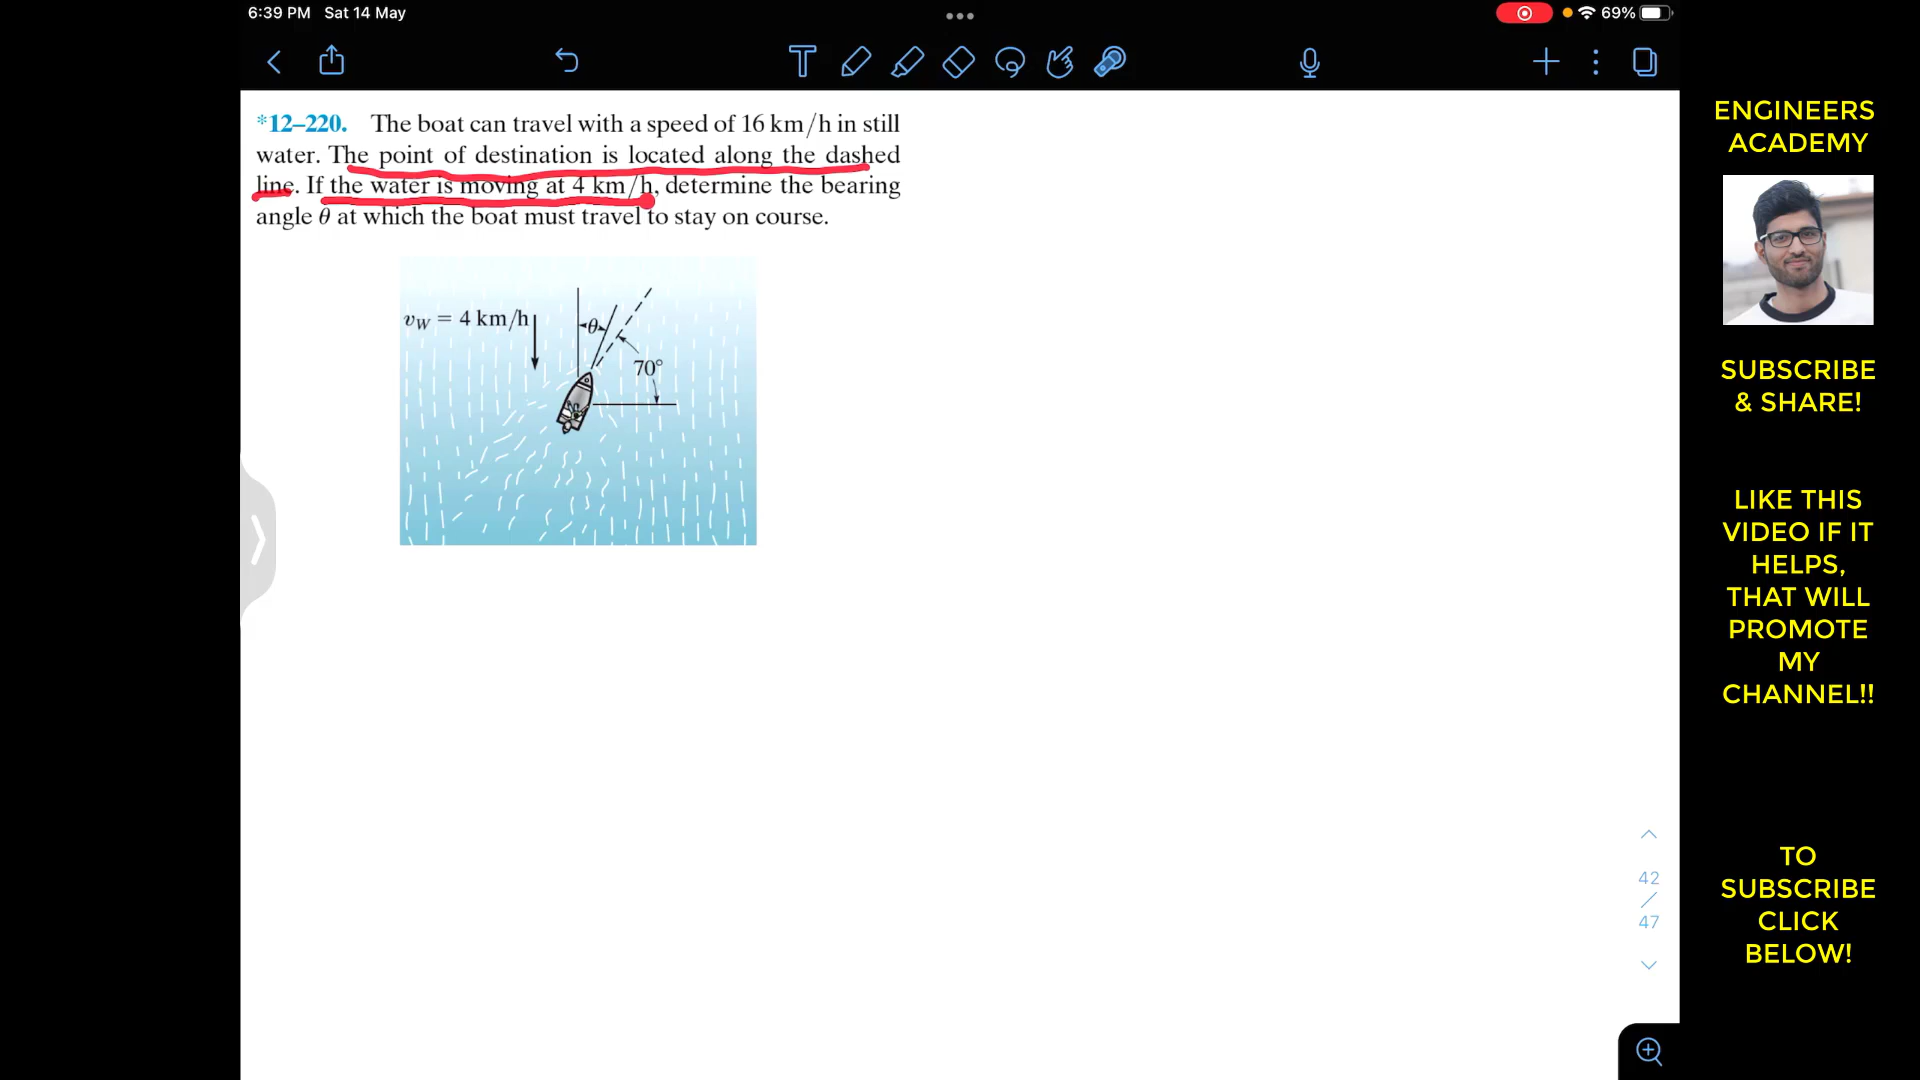 6:39 PM Sat 14 May
69%
*12–220. The boat can travel with a speed of 16 km/h in still
water. The point of destination is located along the dashed
line. If the water is moving at 4 km/h, determine the bearing
angle θ at which the boat must travel to stay on course.
v_W = 4 km/h
θ
70°
42
/
47
ENGINEERS
ACADEMY
SUBSCRIBE
& SHARE!
LIKE THIS
VIDEO IF IT
HELPS,
THAT WILL
PROMOTE
MY
CHANNEL!!
TO
SUBSCRIBE
CLICK
BELOW!